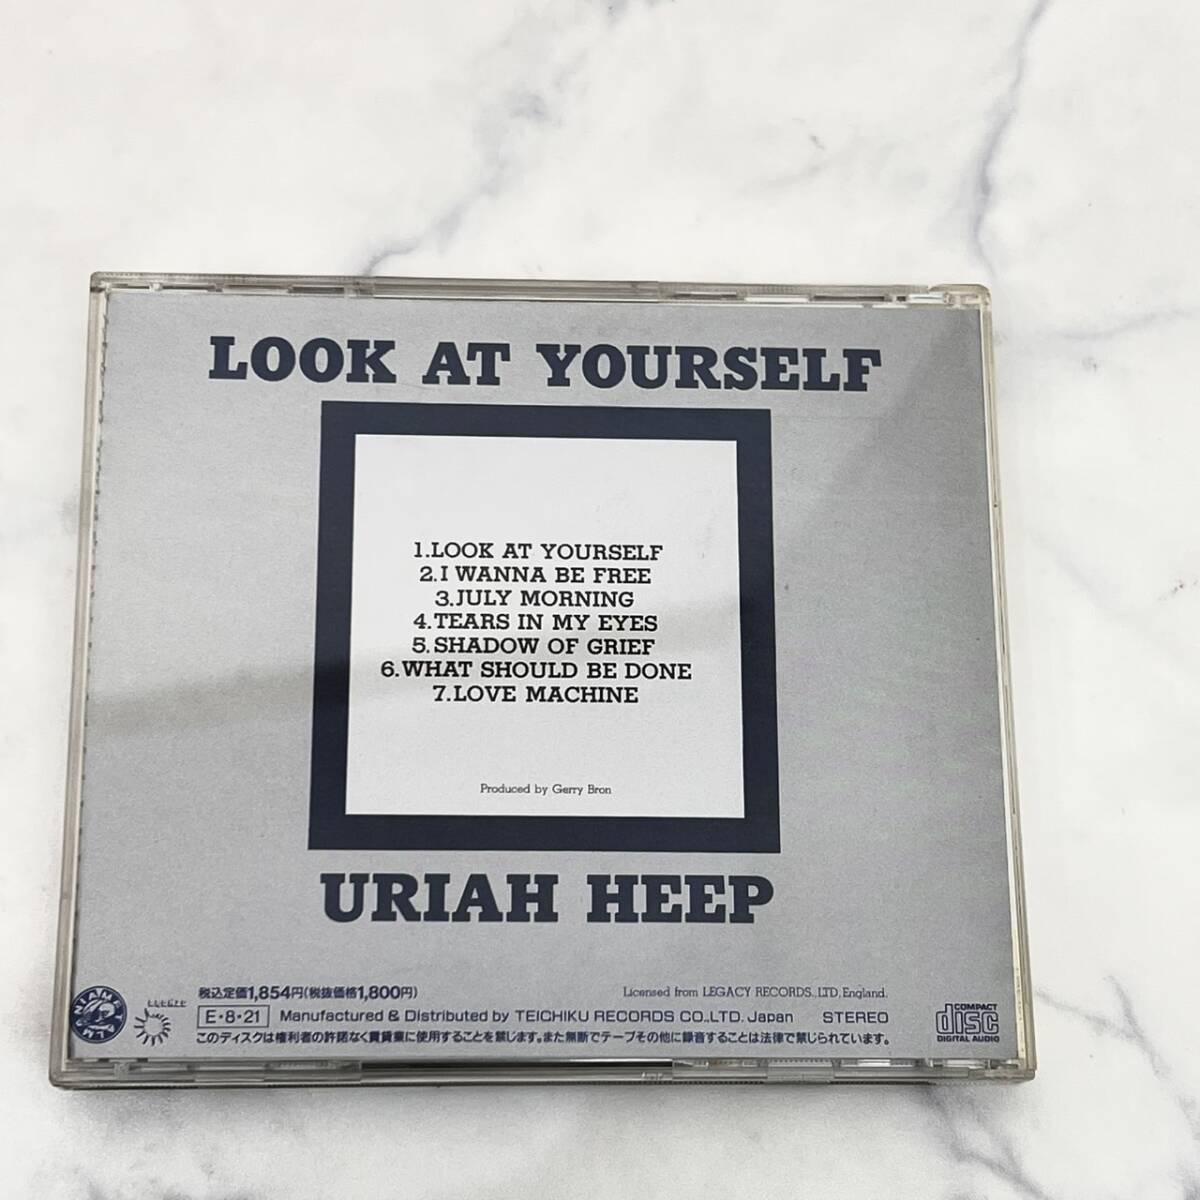 LOOK AT YOURSELF
1.LOOK AT YOURSELF
2.I WANNA BE FREE
3.JULY MORNING
4.TEARS IN MY EYES
5.SHADOW OF GRIEF
6.WHAT SHOULD BE DONE
7.LOVE MACHINE
Produced by Gerry Bron
URIAH HEEP
税込定価1,854円(税抜価格1,800円)
Licensed from LEGACY RECORDS.,LTD, England.
E・8・21 Manufactured & Distributed by TEICHIKU RECORDS CO.,LTD. Japan STEREO
このディスクは権利者の許諾なく賃貸業に使用することを禁じます。また無断でテープその他に録音することは法律で禁じられています。
COMPACT
disc
DIGITAL AUDIO